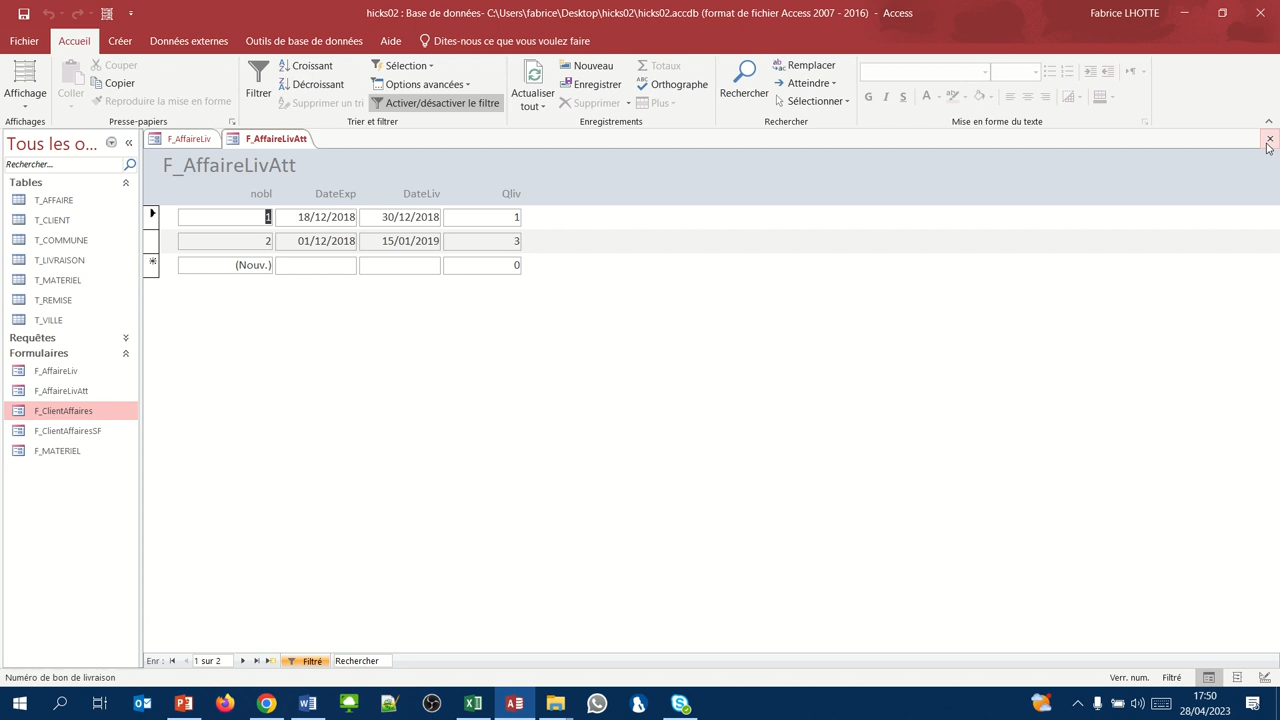 hicks02 : Base de données- C:\Users\fabrice\Desktop\hicks02\hicks02.accdb (format de fichier Access 2007 - 2016) - Access
Fabrice LHOTTE
Fichier Accueil Créer Données externes Outils de base de données Aide Dites-nous ce que vous voulez faire
Affichage
Affichages
Coller
Couper
Copier
Reproduire la mise en forme
Presse-papiers
Filtrer
Croissant
Décroissant
Supprimer un tri
Sélection
Options avancées
Activer/désactiver le filtre
Trier et filtrer
Actualiser
tout
Nouveau
Enregistrer
Supprimer
Totaux
Orthographe
Plus
Enregistrements
Rechercher
Remplacer
Atteindre
Sélectionner
Rechercher
G I S A A
Mise en forme du texte
Tous les o...
Rechercher...
Tables
T_AFFAIRE
T_CLIENT
T_COMMUNE
T_LIVRAISON
T_MATERIEL
T_REMISE
T_VILLE
Requêtes
Formulaires
F_AffaireLiv
F_AffaireLivAtt
F_ClientAffaires
F_ClientAffairesSF
F_MATERIEL
F_AffaireLiv F_AffaireLivAtt
F_AffaireLivAtt
nobl DateExp DateLiv Qliv
1 18/12/2018 30/12/2018 1
2 01/12/2018 15/01/2019 3
(Nouv.) 0
Enr : 1 sur 2 Filtré Rechercher
Numéro de bon de livraison
Verr. num. Filtré
17:50
28/04/2023